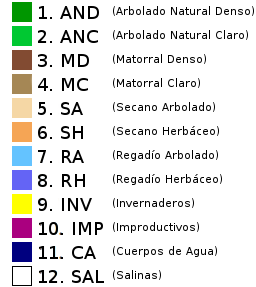 1. AND (Arbolado Natural Denso)
2. ANC (Arbolado Natural Claro)
3. MD (Matorral Denso)
4. MC (Matorral Claro)
5. SA (Secano Arbolado)
6. SH (Secano Herbáceo)
7. RA (Regadío Arbolado)
8. RH (Regadío Herbáceo)
9. INV (Invernaderos)
10. IMP (Improductivos)
11. CA (Cuerpos de Agua)
12. SAL (Salinas)